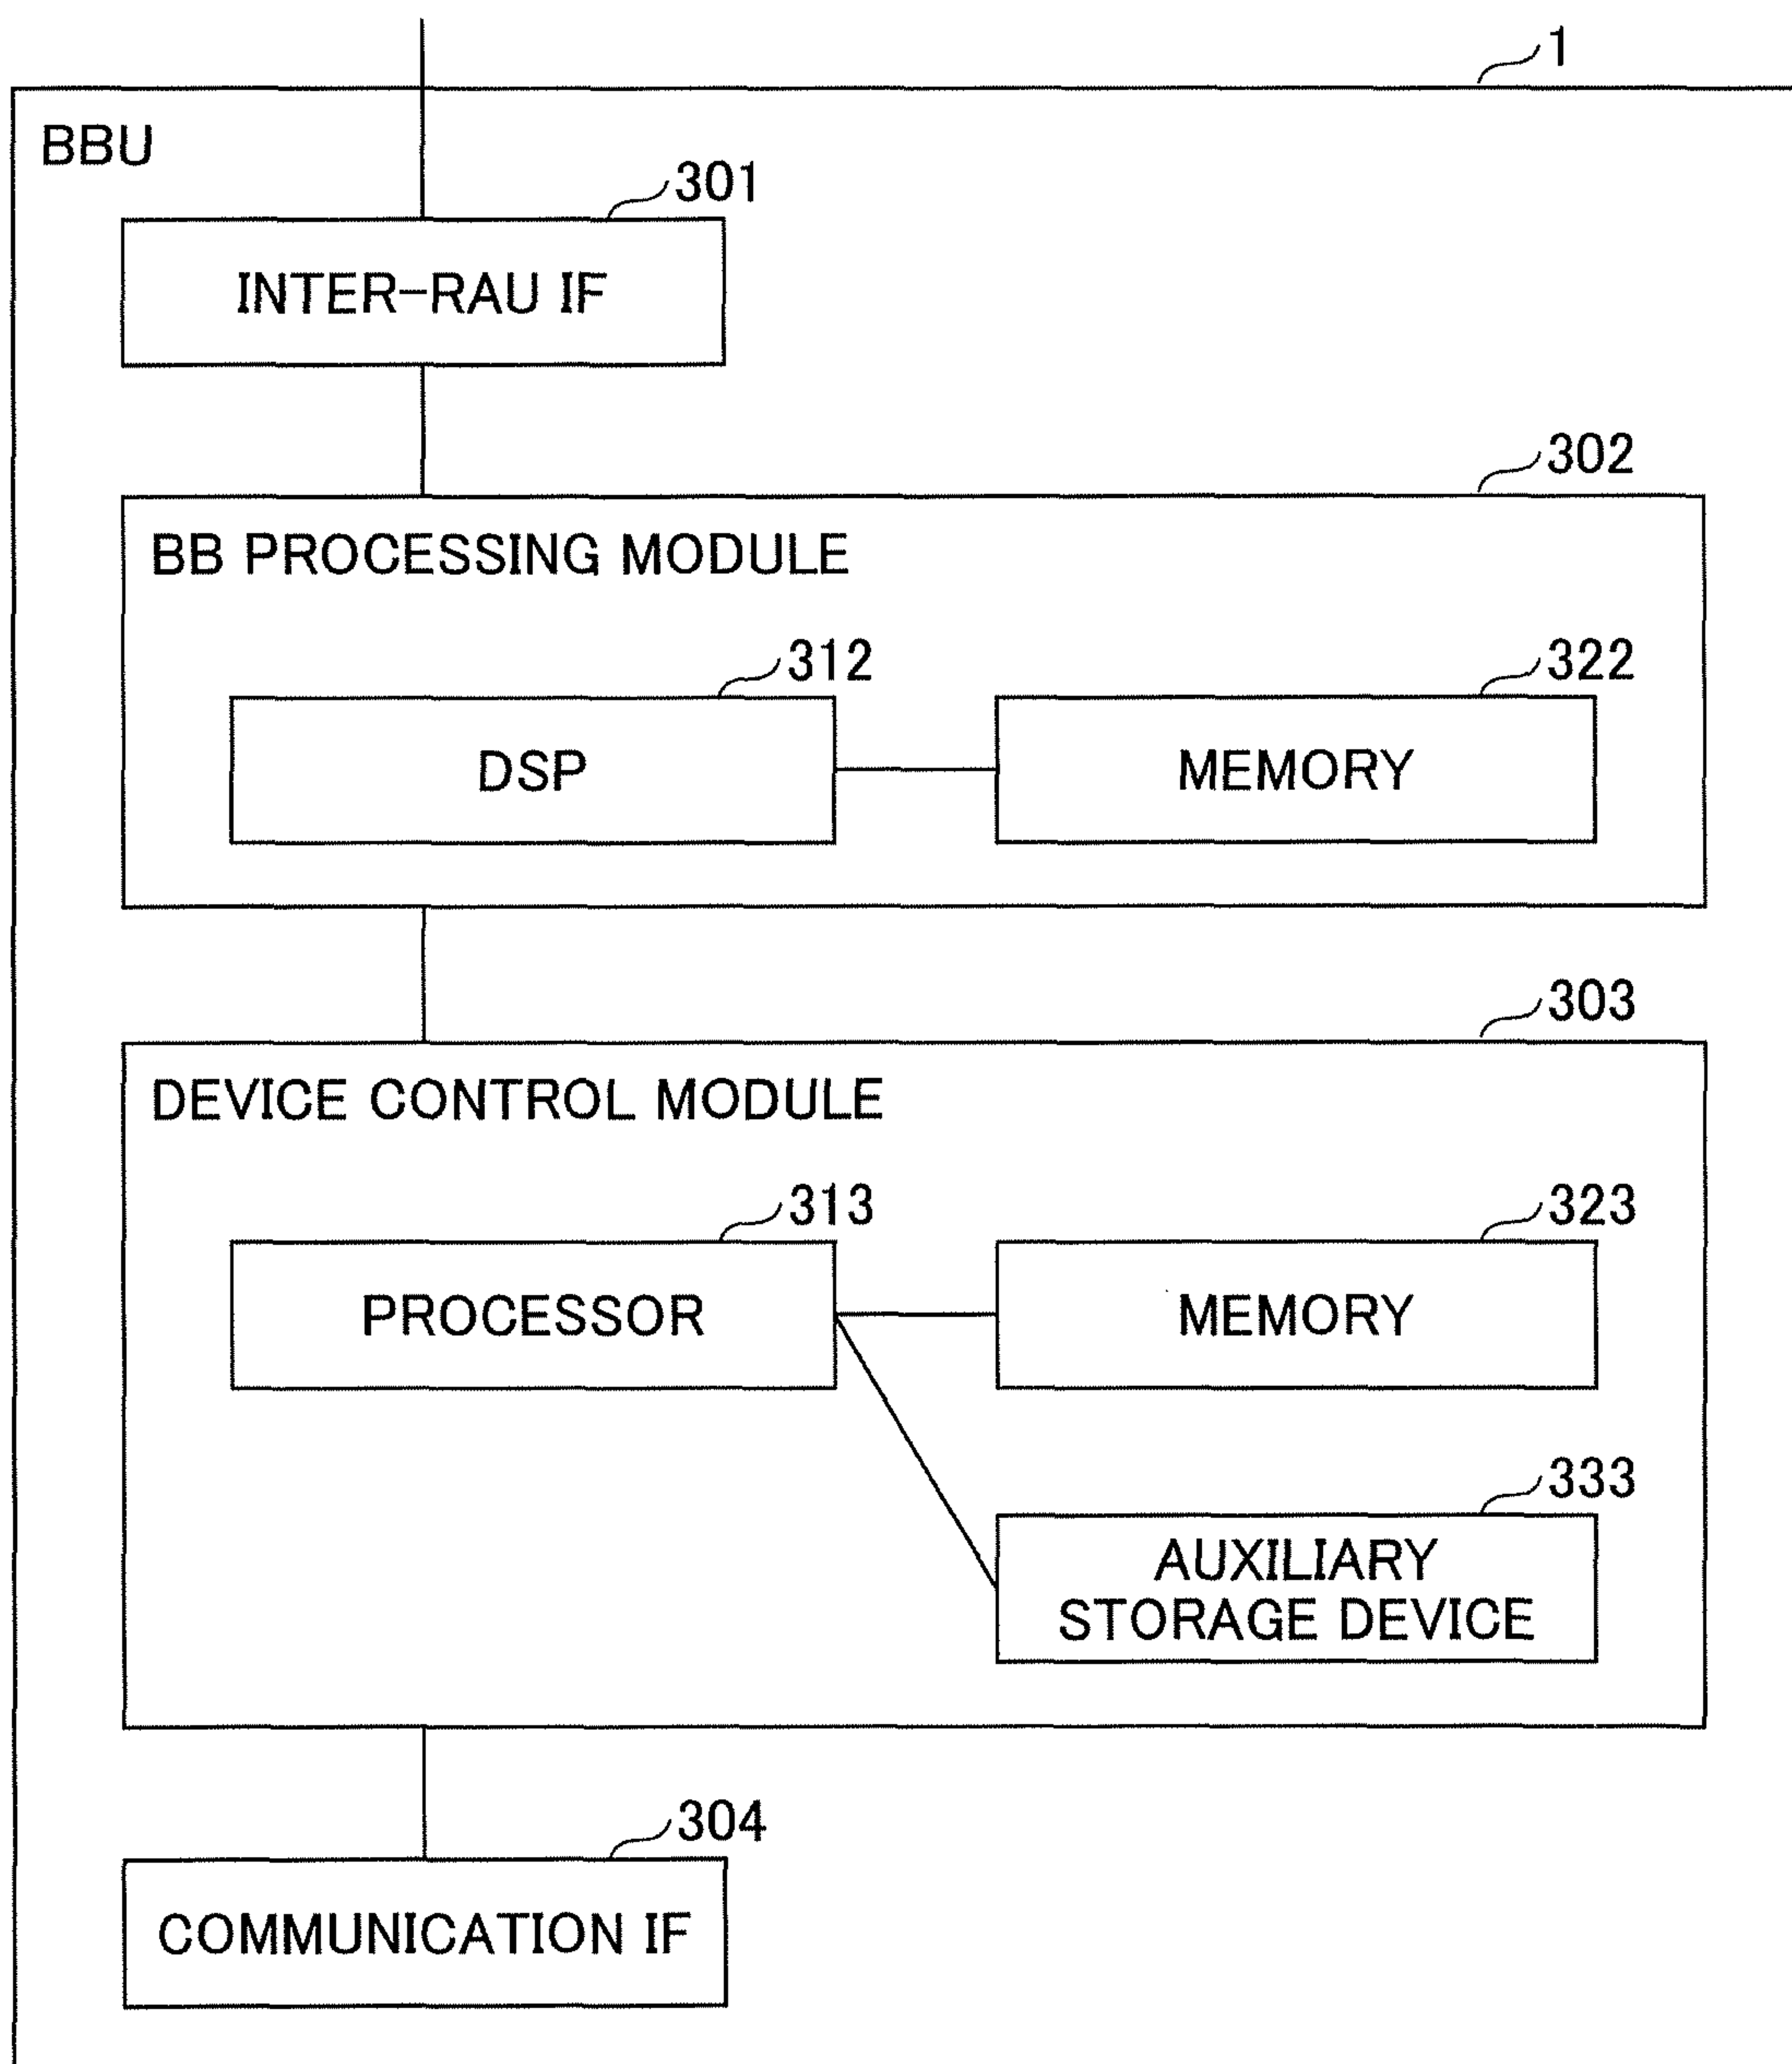 1
BBU
301
INTER-RAU IF
302
BB PROCESSING MODULE
312
322
DSP
MEMORY
303
DEVICE CONTROL MODULE
313
323
PROCESSOR
MEMORY
333
AUXILIARY
STORAGE DEVICE
304
COMMUNICATION IF